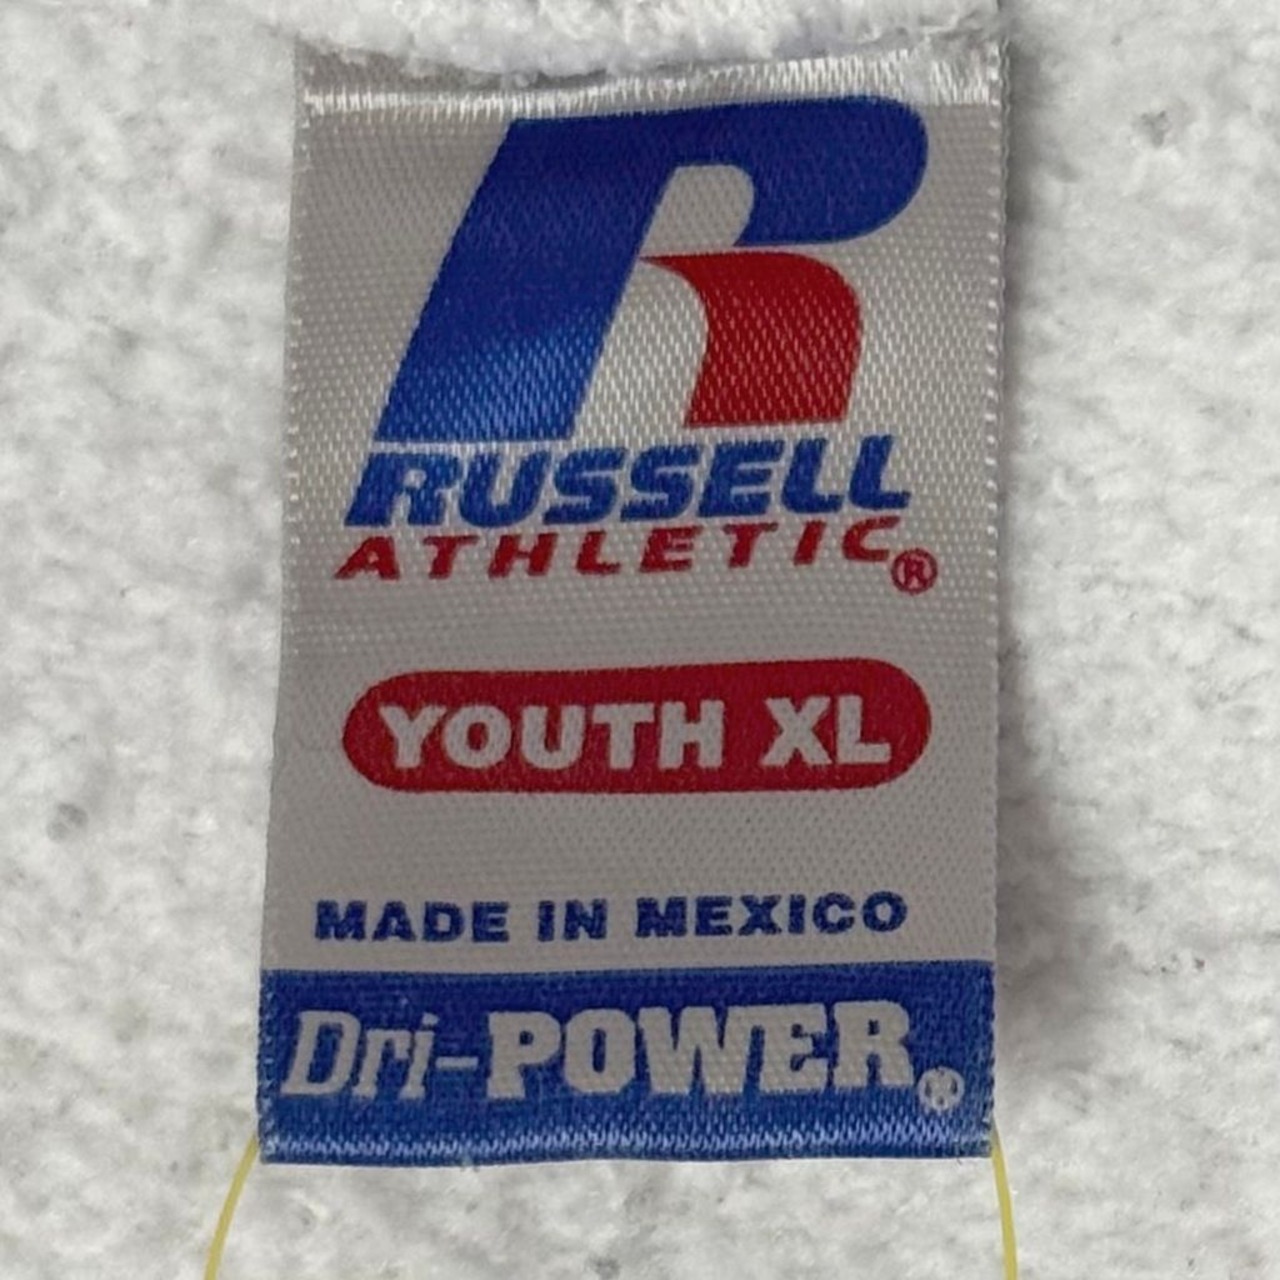 RUSSELL
ATHLETIC®
YOUTH XL
MADE IN MEXICO
Dri-POWER®